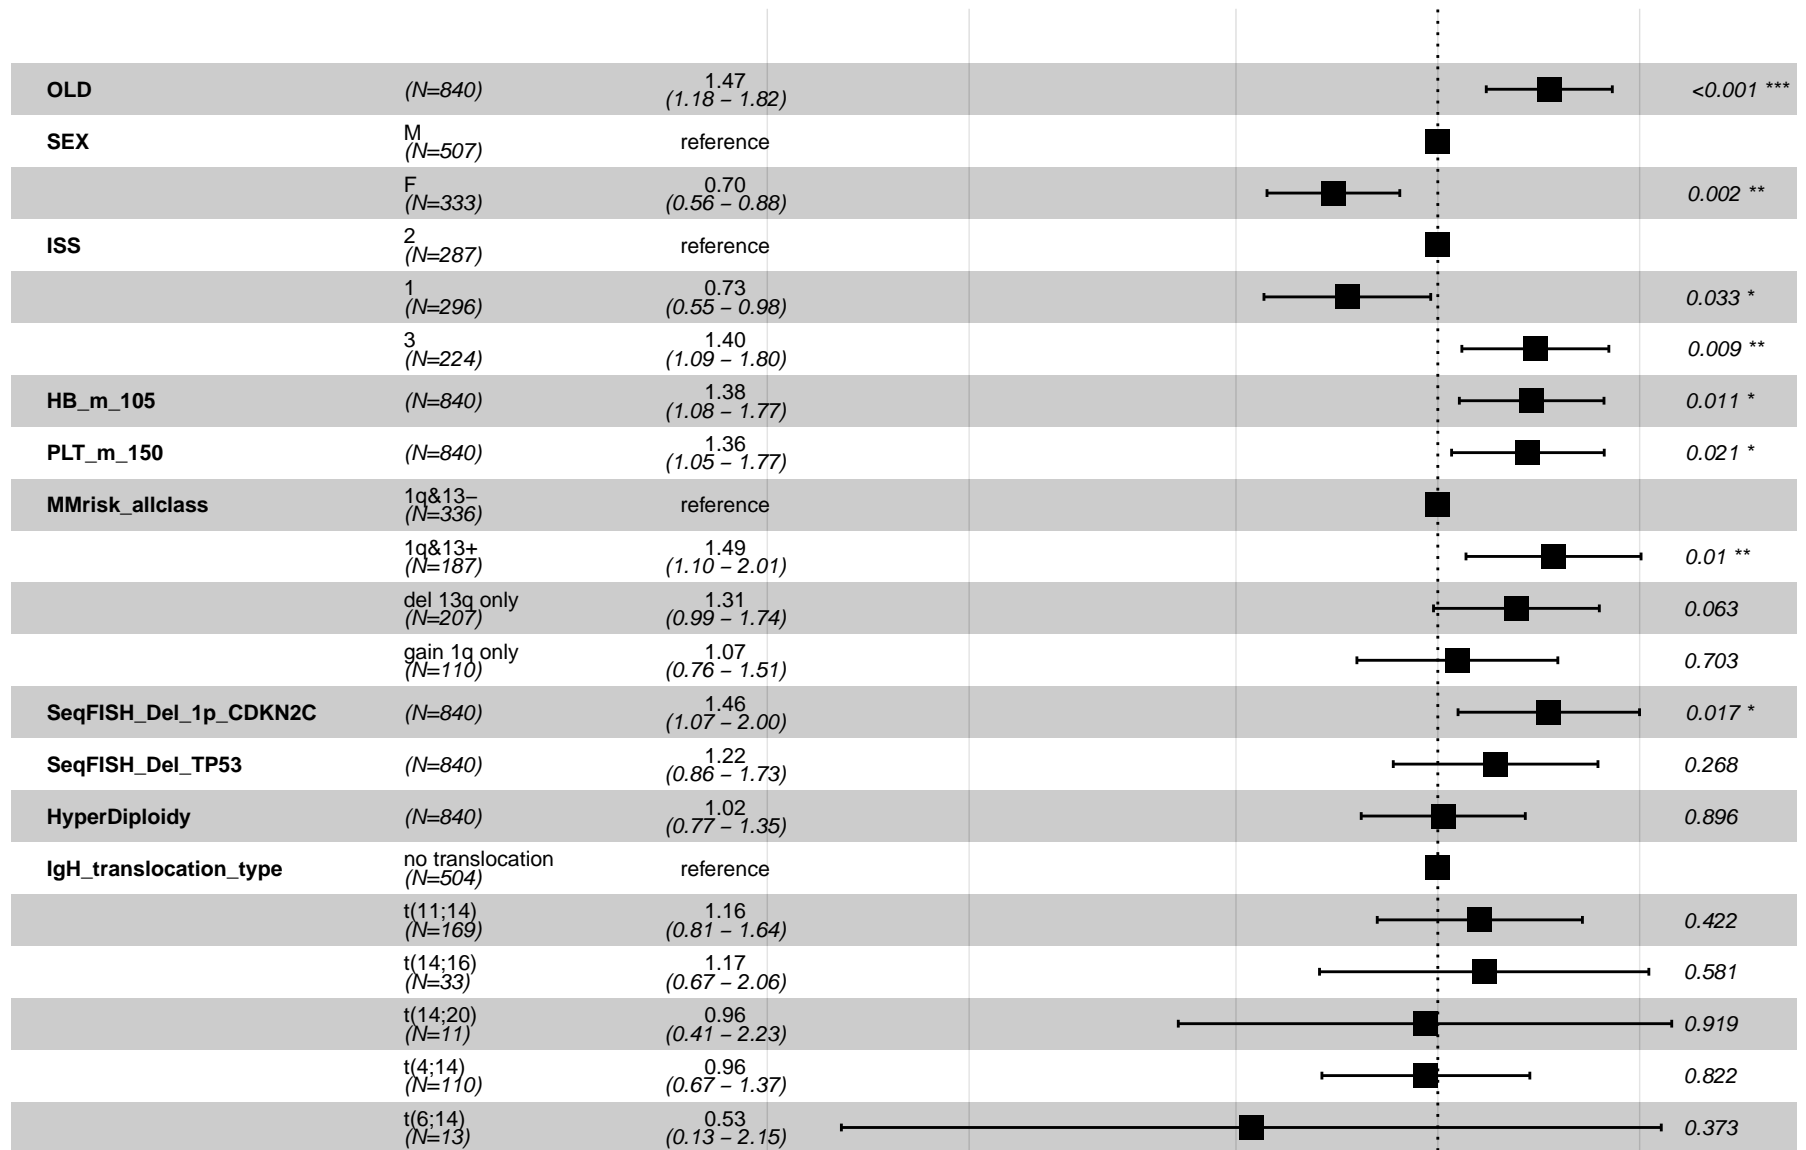 OLD (N=840) 1.47 <0.001 ***
(1.18 – 1.82)
SEX M reference
(N=507)
F 0.70 0.002 **
(N=333) (0.56 – 0.88)
ISS 2 reference
(N=287)
1 0.73 0.033 *
(N=296) (0.55 – 0.98)
3 1.40 0.009 **
(N=224) (1.09 – 1.80)
HB_m_105 (N=840) 1.38 0.011 *
(1.08 – 1.77)
PLT_m_150 (N=840) 1.36 0.021 *
(1.05 – 1.77)
MMrisk_allclass 1q&13– reference
(N=336)
1q&13+ 1.49 0.01 **
(N=187) (1.10 – 2.01)
del 13q only 1.31 0.063
(N=207) (0.99 – 1.74)
gain 1q only 1.07 0.703
(N=110) (0.76 – 1.51)
SeqFISH_Del_1p_CDKN2C (N=840) 1.46 0.017 *
(1.07 – 2.00)
SeqFISH_Del_TP53 (N=840) 1.22 0.268
(0.86 – 1.73)
HyperDiploidy (N=840) 1.02 0.896
(0.77 – 1.35)
IgH_translocation_type no translocation reference
(N=504)
t(11;14) 1.16 0.422
(N=169) (0.81 – 1.64)
t(14;16) 1.17 0.581
(N=33) (0.67 – 2.06)
t(14;20) 0.96 0.919
(N=11) (0.41 – 2.23)
t(4;14) 0.96 0.822
(N=110) (0.67 – 1.37)
t(6;14) 0.53 0.373
(N=13) (0.13 – 2.15)